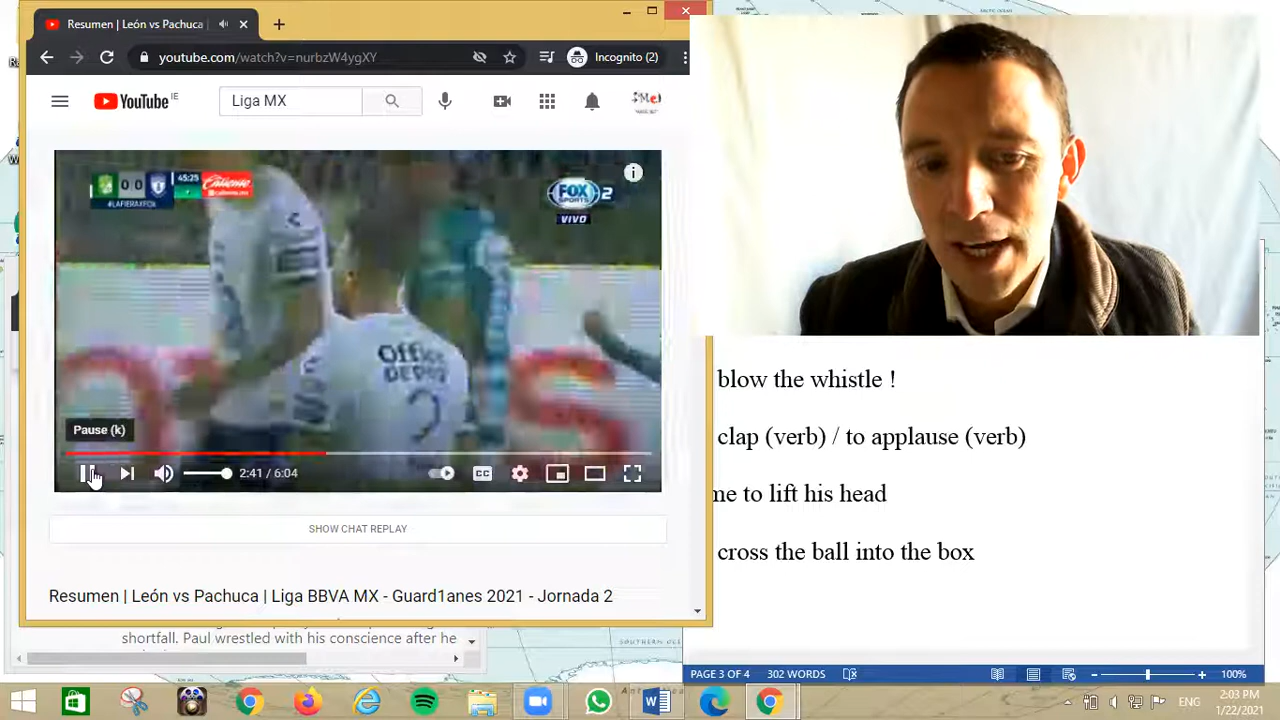 Resumen | León vs Pachuca |
youtube.com/watch?v=nurbzW4ygXY
Incognito (2)
YouTube IE
Liga MX
0 0
45:25
Caliente
#LAFIERAXFOX
FOX SPORTS 2
VIVO
Office DEPOT
2
Pause (k)
2:41 / 6:04
CC
SHOW CHAT REPLAY
Resumen | León vs Pachuca | Liga BBVA MX - Guard1anes 2021 - Jornada 2
blow the whistle !
clap (verb) / to applause (verb)
me to lift his head
cross the ball into the box
shortfall. Paul wrestled with his conscience after he
PAGE 3 OF 4
302 WORDS
100%
ENG
2:03 PM
1/22/2021